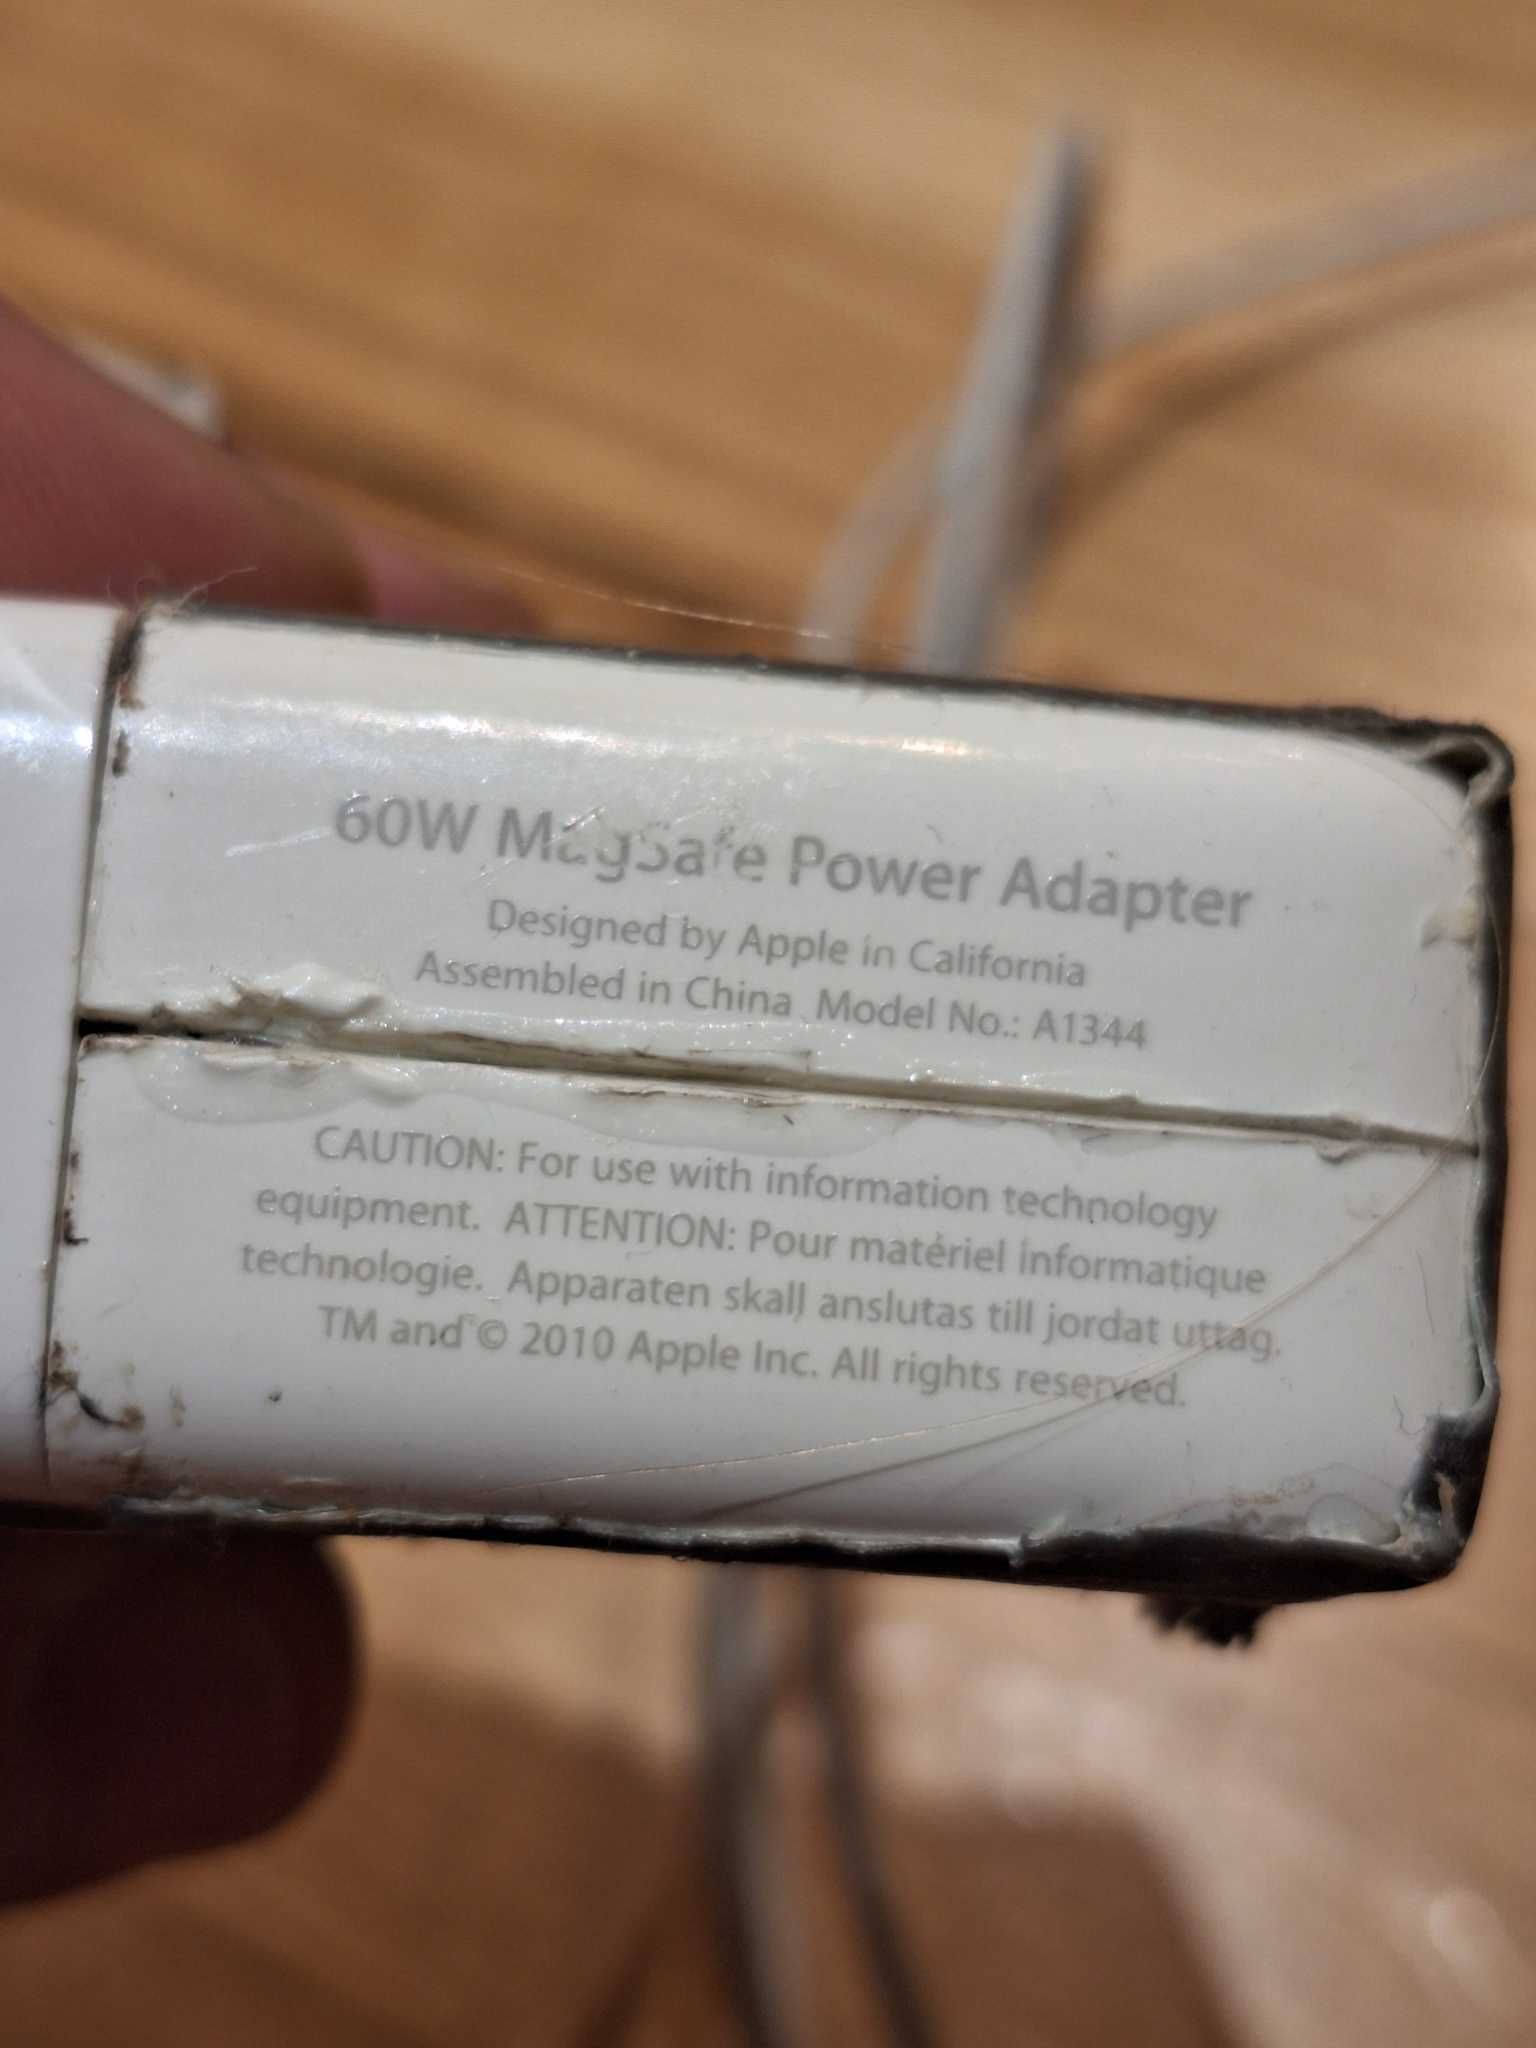 60W MagSafe Power Adapter
Designed by Apple in California
Assembled in China Model No.: A1344
CAUTION: For use with information technology
equipment. ATTENTION: Pour matériel informatique
technologie. Apparaten skall anslutas till jordat uttag.
TM and © 2010 Apple Inc. All rights reserved.